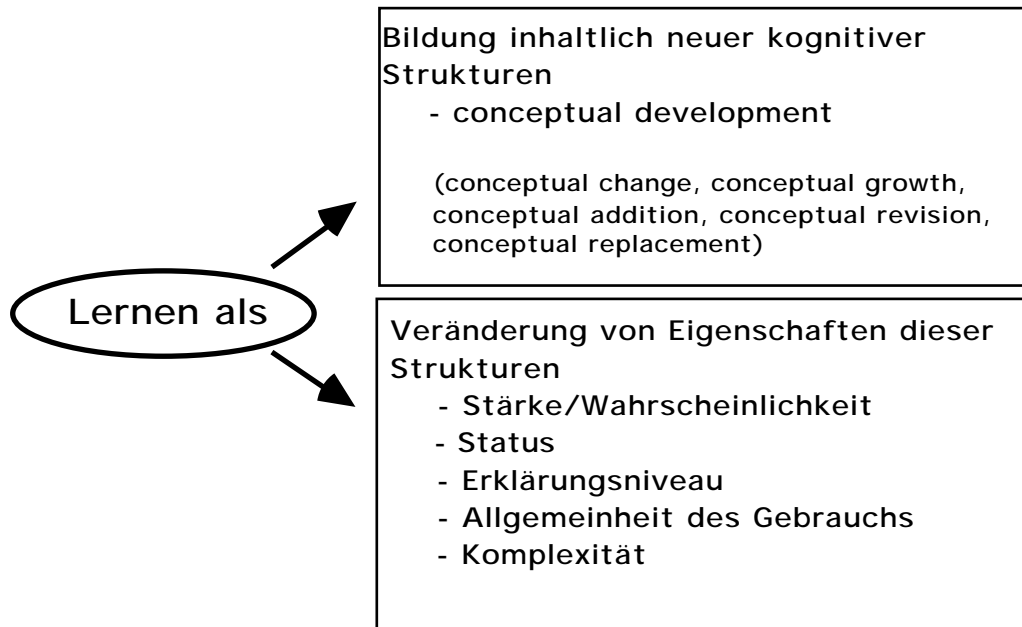 Bildung inhaltlich neuer kognitiver
Strukturen
- conceptual development
(conceptual change, conceptual growth,
conceptual addition, conceptual revision,
conceptual replacement)
Lernen als
Veränderung von Eigenschaften dieser
Strukturen
- Stärke/Wahrscheinlichkeit
- Status
- Erklärungsniveau
- Allgemeinheit des Gebrauchs
- Komplexität